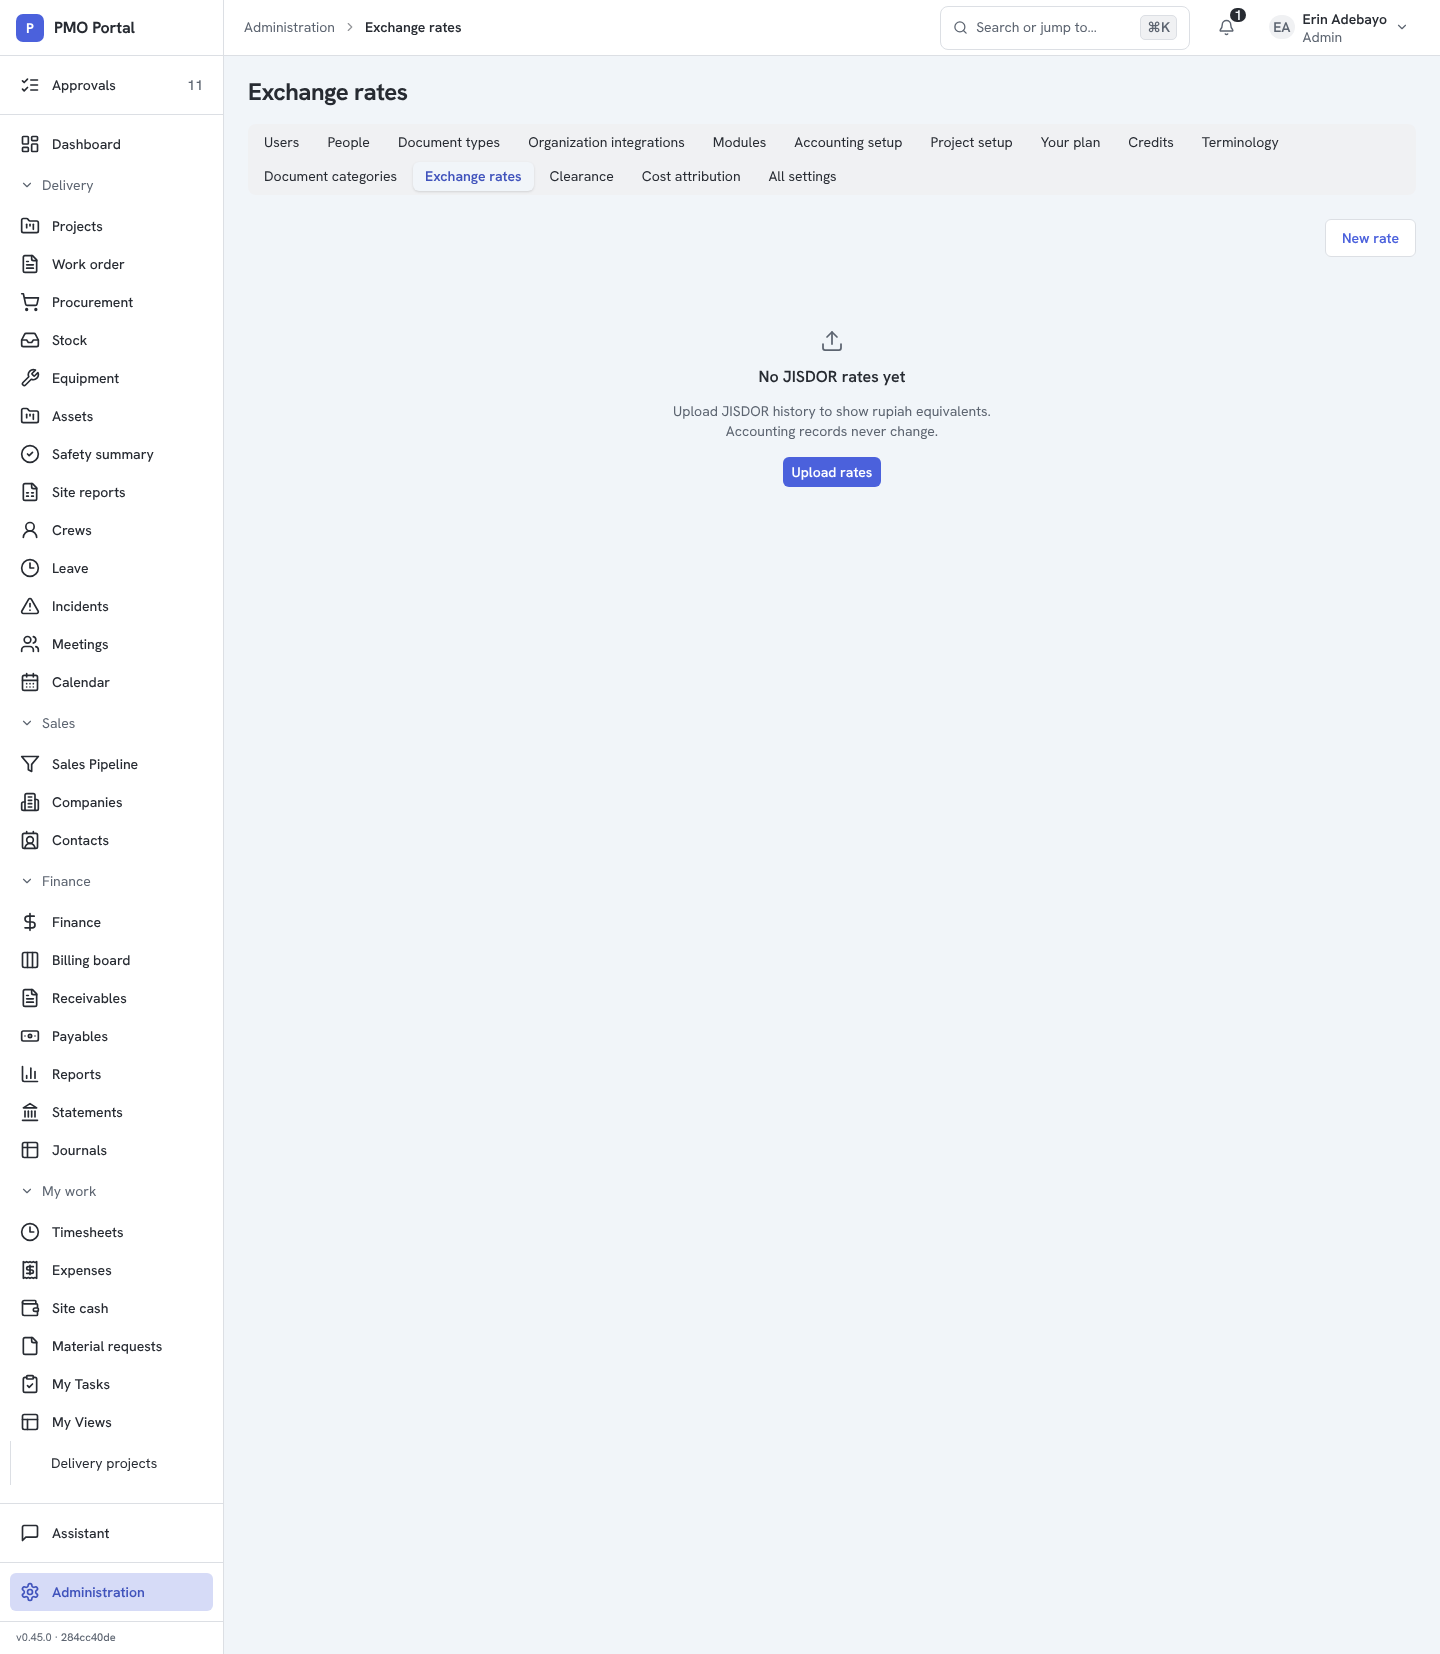 P PMO Portal
Administration > Exchange rates
Search or jump to... ⌘K
1
EA Erin Adebayo
Admin
Approvals 11
Dashboard
Delivery
Projects
Work order
Procurement
Stock
Equipment
Assets
Safety summary
Site reports
Crews
Leave
Incidents
Meetings
Calendar
Sales
Sales Pipeline
Companies
Contacts
Finance
Finance
Billing board
Receivables
Payables
Reports
Statements
Journals
My work
Timesheets
Expenses
Site cash
Material requests
My Tasks
My Views
Delivery projects
Assistant
Administration
v0.45.0 · 284cc40de
Exchange rates
Users People Document types Organization integrations Modules Accounting setup Project setup Your plan Credits Terminology
Document categories Exchange rates Clearance Cost attribution All settings
New rate
No JISDOR rates yet
Upload JISDOR history to show rupiah equivalents.
Accounting records never change.
Upload rates